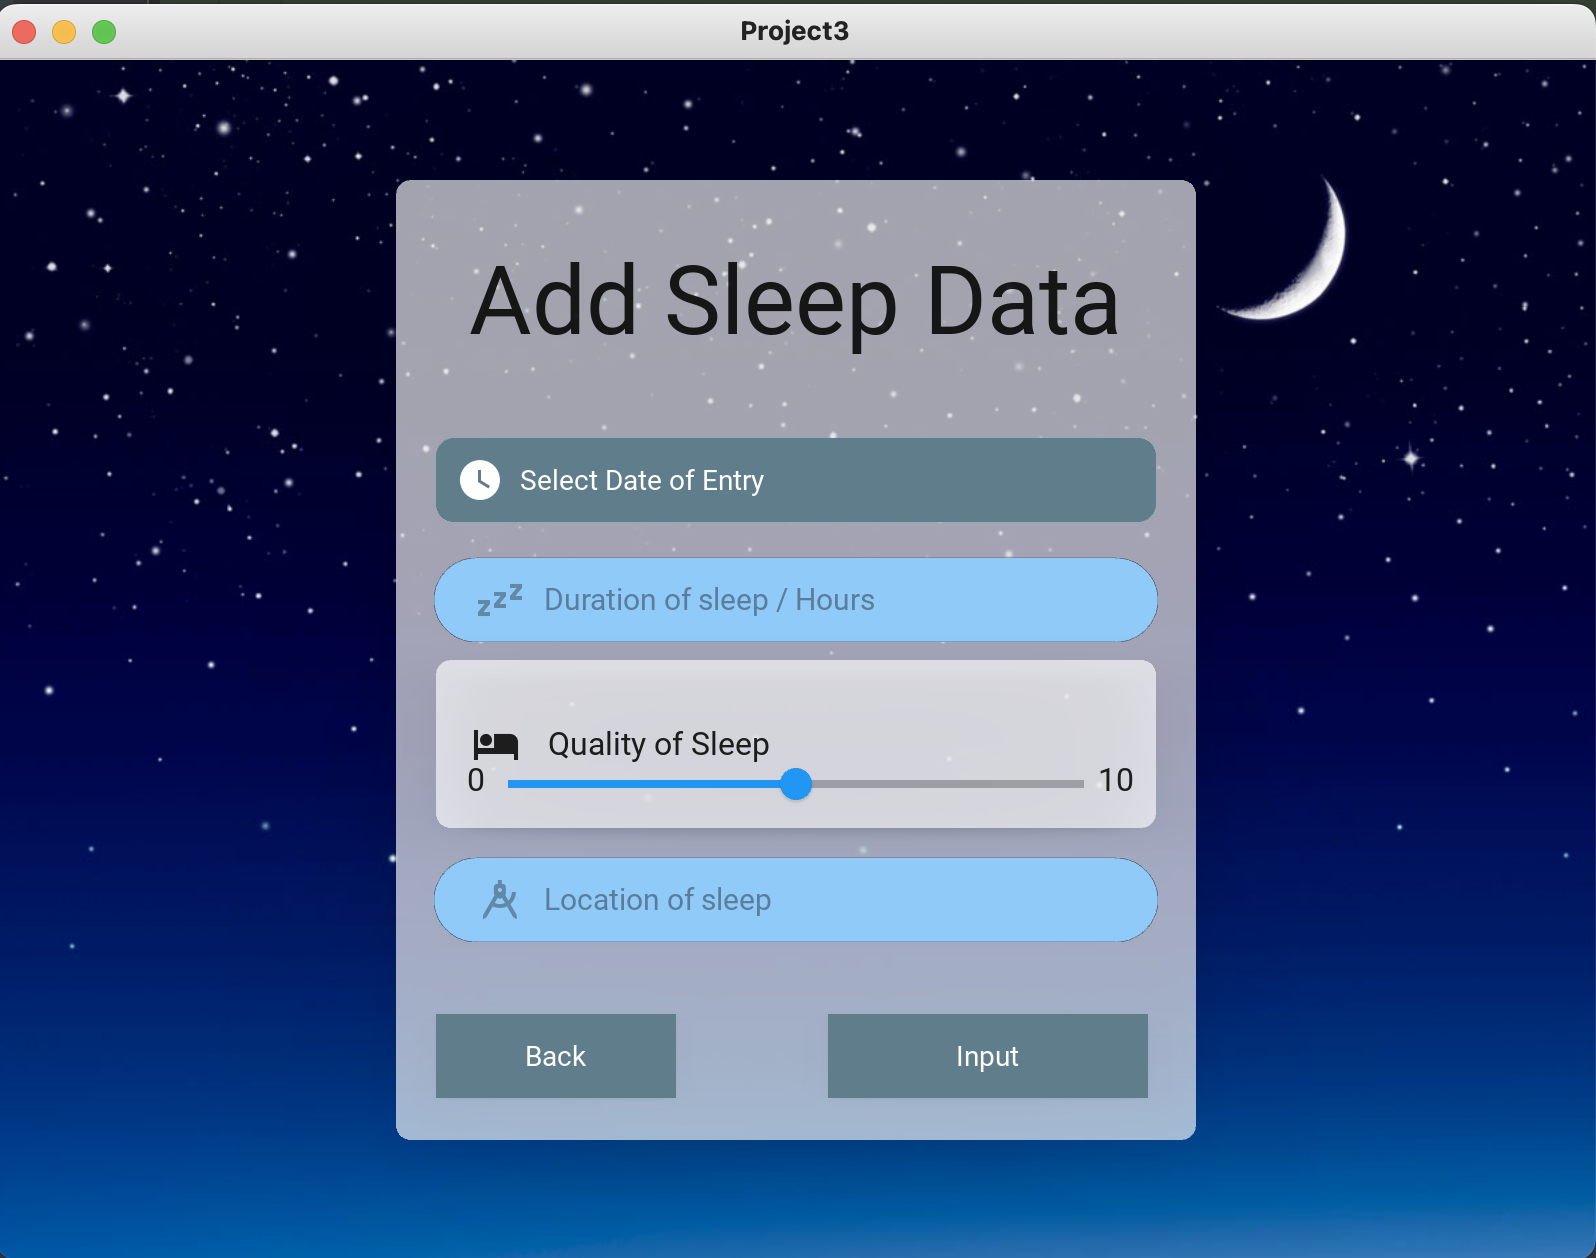 Project3
Add Sleep Data
Select Date of Entry
zzz Duration of sleep / Hours
Quality of Sleep
0 10
Location of sleep
Back Input